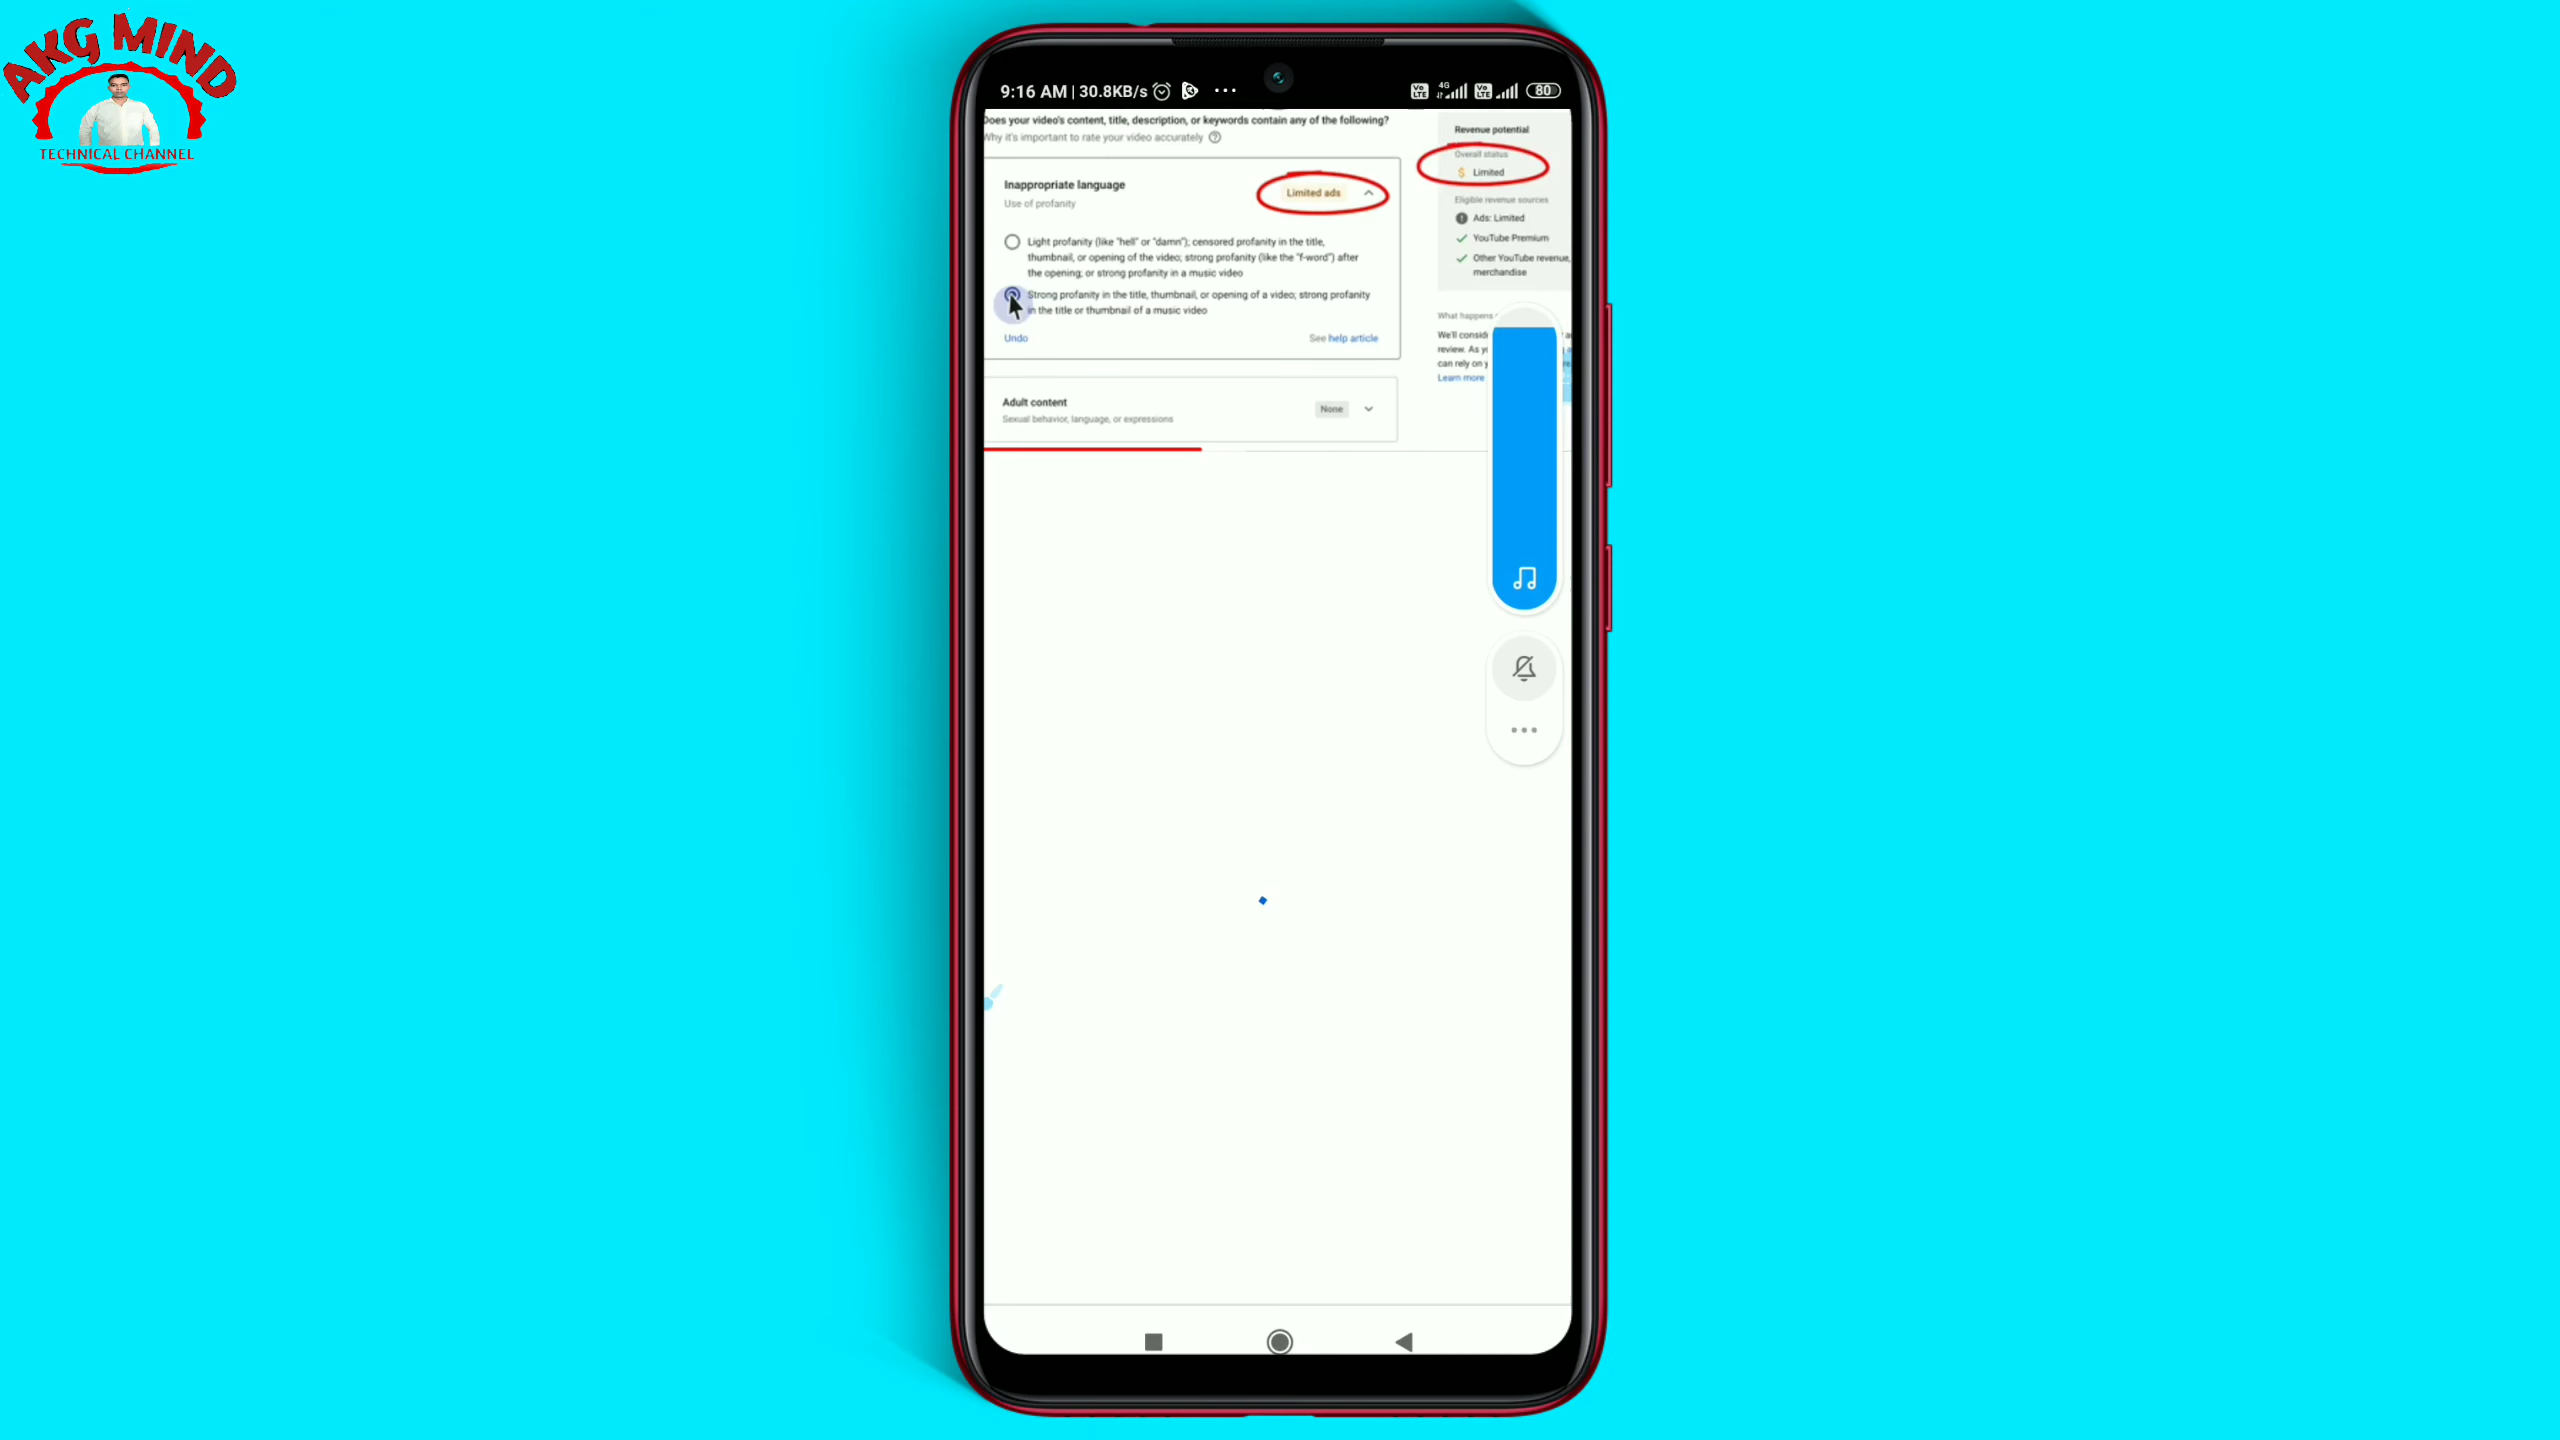 AKG MIND
TECHNICAL CHANNEL
9:16 AM | 30.8KB/s
Vo LTE 4G Vo LTE 80
Does your video's content, title, description, or keywords contain any of the following?
Why it's important to rate your video accurately
Inappropriate language
Use of profanity
Limited ads
Light profanity (like "hell" or "damn"); censored profanity in the title,
thumbnail, or opening of the video; strong profanity (like the "f-word") after
the opening; or strong profanity in a music video
Strong profanity in the title, thumbnail, or opening of a video; strong profanity
in the title or thumbnail of a music video
Undo
See help article
Adult content
Sexual behavior, language, or expressions
None
Revenue potential
Overall status
$ Limited
Eligible revenue sources
Ads: Limited
YouTube Premium
Other YouTube revenue,
merchandise
What happens
We'll consid
review. As y
can rely on
Learn more